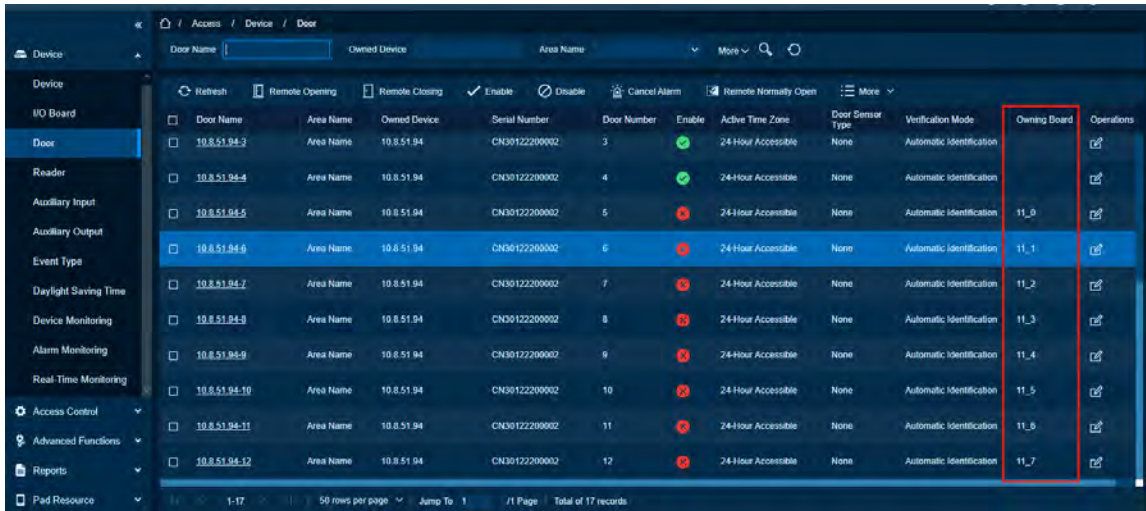 « / Access / Device / Door
Device
Door Name Owned Device Area Name More
Device
Refresh Remote Opening Remote Closing Enable Disable Cancel Alarm Remote Normally Open More
I/O Board
Door Name Area Name Owned Device Serial Number Door Number Enable Active Time Zone Door Sensor Type Verification Mode Owning Board Operations
Door
10.8.51.94-3 Area Name 10.8.51.94 CN30122200002 3 24-Hour Accessible None Automatic Identification
Reader
10.8.51.94-4 Area Name 10.8.51.94 CN30122200002 4 24-Hour Accessible None Automatic Identification
Auxiliary Input
10.8.51.94-5 Area Name 10.8.51.94 CN30122200002 5 24-Hour Accessible None Automatic Identification 11_0
Auxiliary Output
10.8.51.94-6 Area Name 10.8.51.94 CN30122200002 6 24-Hour Accessible None Automatic Identification 11_1
Event Type
Daylight Saving Time
10.8.51.94-7 Area Name 10.8.51.94 CN30122200002 7 24-Hour Accessible None Automatic Identification 11_2
Device Monitoring
10.8.51.94-8 Area Name 10.8.51.94 CN30122200002 8 24-Hour Accessible None Automatic Identification 11_3
Alarm Monitoring
10.8.51.94-9 Area Name 10.8.51.94 CN30122200002 9 24-Hour Accessible None Automatic Identification 11_4
Real-Time Monitoring
10.8.51.94-10 Area Name 10.8.51.94 CN30122200002 10 24-Hour Accessible None Automatic Identification 11_5
Access Control
10.8.51.94-11 Area Name 10.8.51.94 CN30122200002 11 24-Hour Accessible None Automatic Identification 11_6
Advanced Functions
10.8.51.94-12 Area Name 10.8.51.94 CN30122200002 12 24-Hour Accessible None Automatic Identification 11_7
Reports
Pad Resource
1-17 50 rows per page Jump To 1 /1 Page Total of 17 records